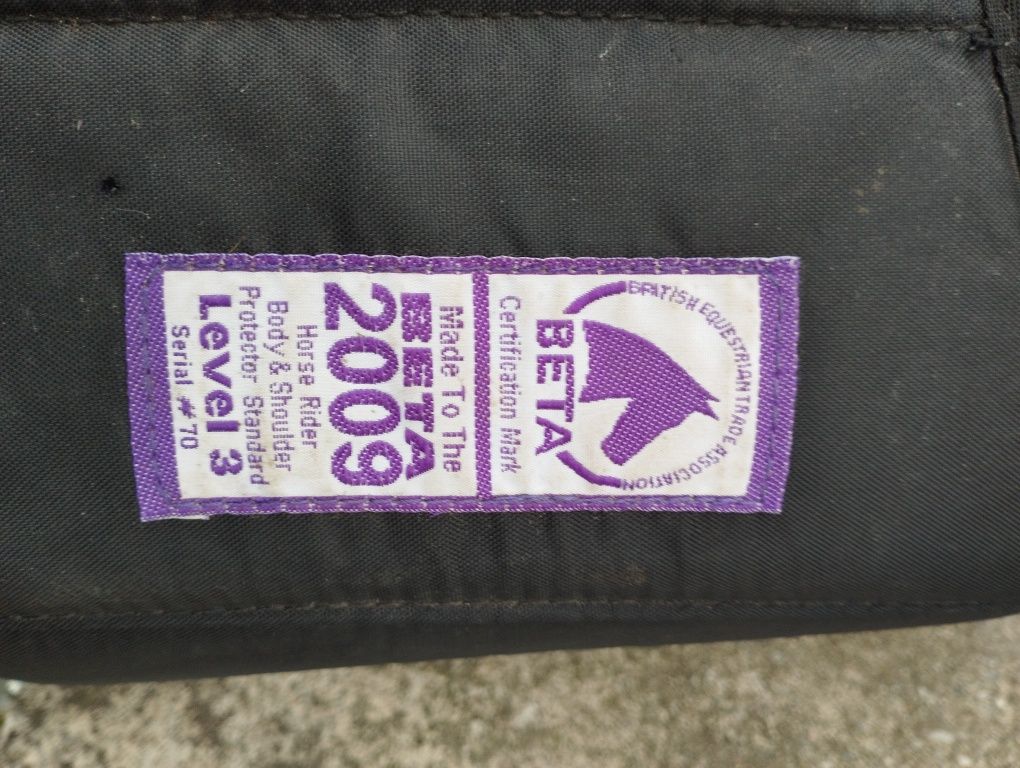 BRITISH EQUESTRIAN TRADE ASSOCIATION
BETA
Certification Mark
Made To The
BETA
2009
Horse Rider
Body & Shoulder
Protector Standard
Level 3
Serial # 70